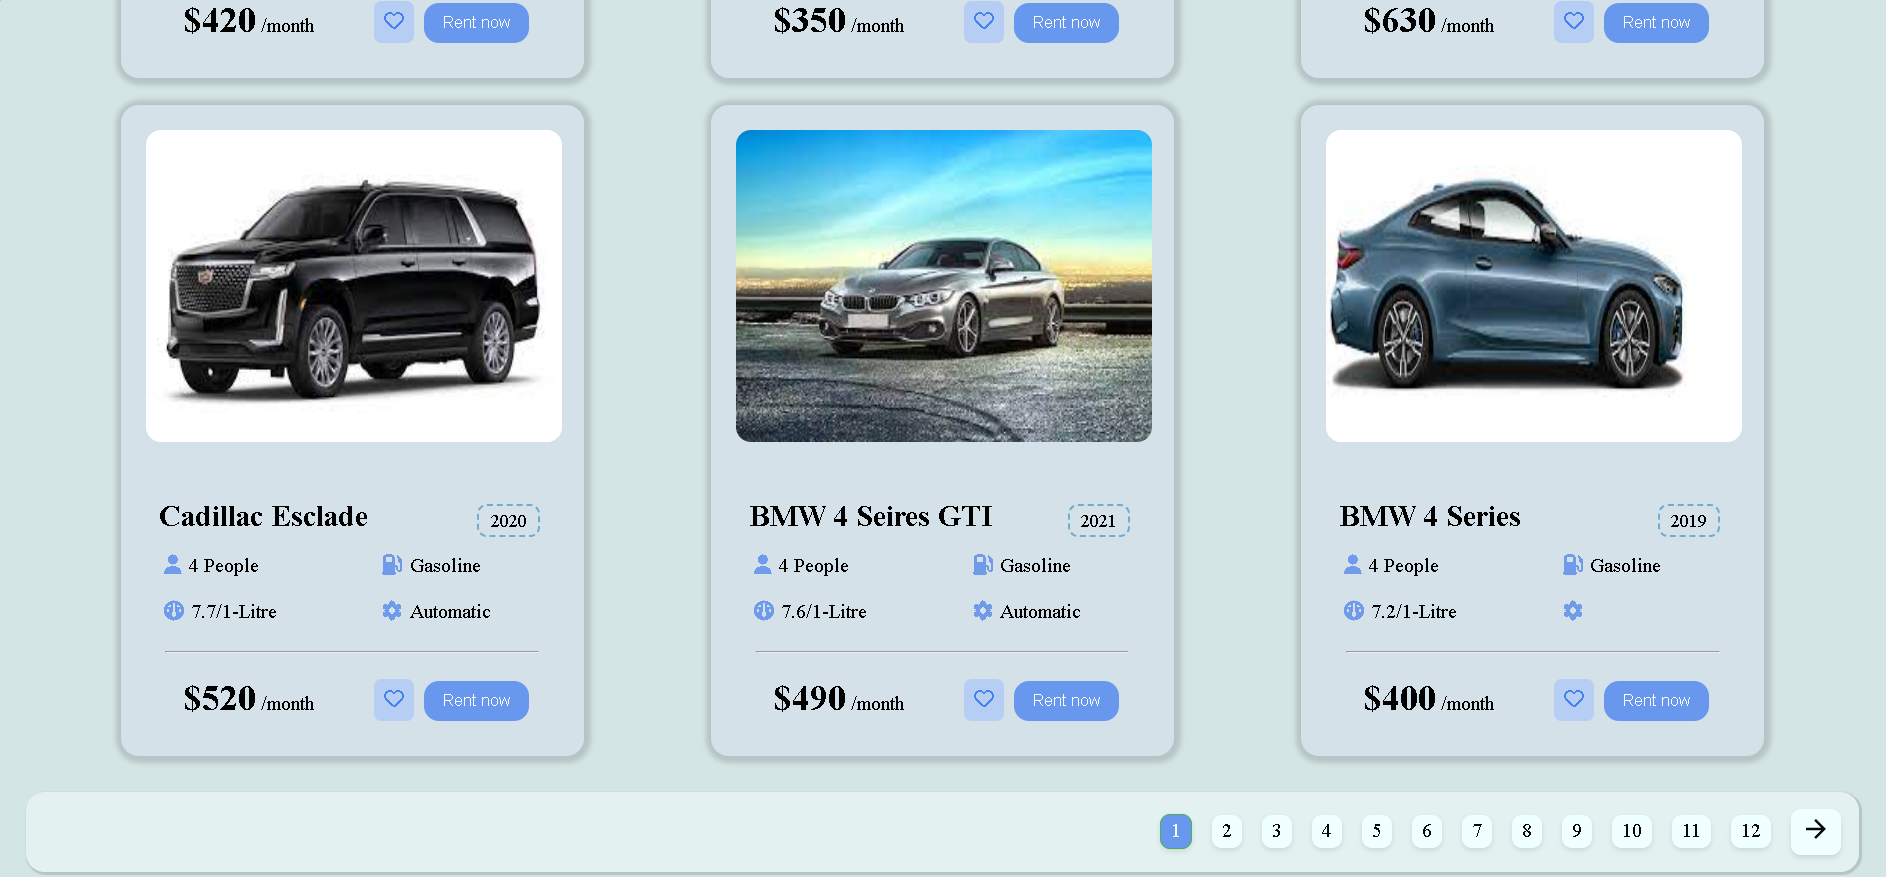 $420 /month Rent now
$350 /month Rent now
$630 /month Rent now
Cadillac Esclade 2020
4 People Gasoline
7.7/1-Litre Automatic
$520 /month Rent now
BMW 4 Seires GTI 2021
4 People Gasoline
7.6/1-Litre Automatic
$490 /month Rent now
BMW 4 Series 2019
4 People Gasoline
7.2/1-Litre
$400 /month Rent now
1 2 3 4 5 6 7 8 9 10 11 12